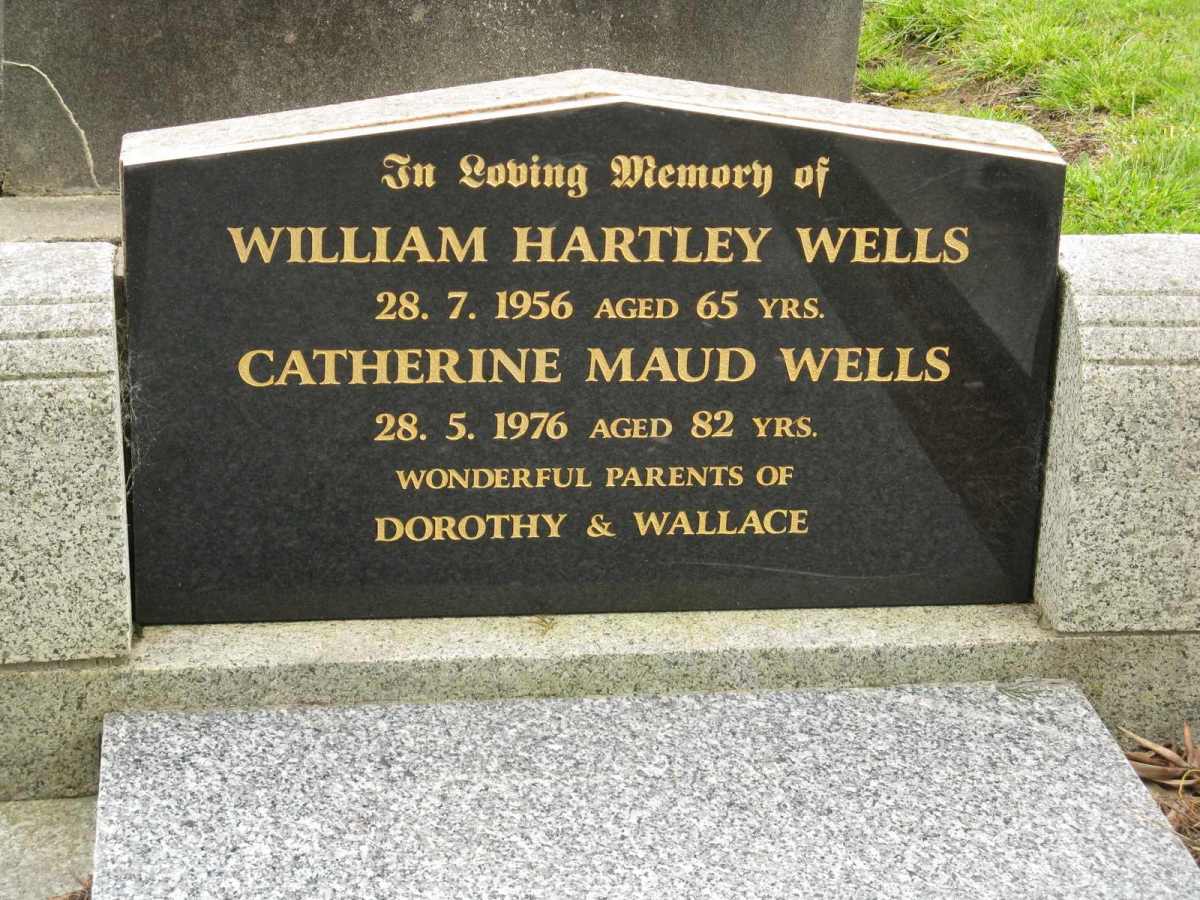 In Loving Memory of
WILLIAM HARTLEY WELLS
28. 7. 1956 AGED 65 YRS.
CATHERINE MAUD WELLS
28. 5. 1976 AGED 82 YRS.
WONDERFUL PARENTS OF
DOROTHY & WALLACE